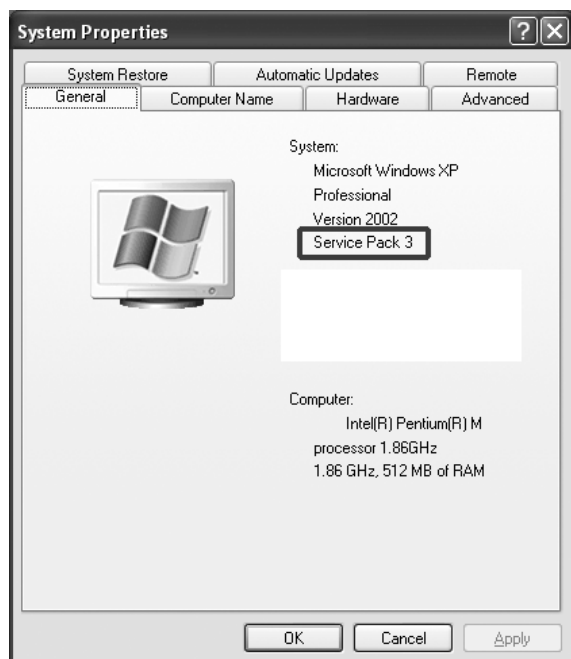 System Properties
System Restore
Automatic Updates
Remote
General
Computer Name
Hardware
Advanced
System:
Microsoft Windows XP
Professional
Version 2002
Service Pack 3
Computer:
Intel(R) Pentium(R) M
processor 1.86GHz
1.86 GHz, 512 MB of RAM
OK
Cancel
Apply